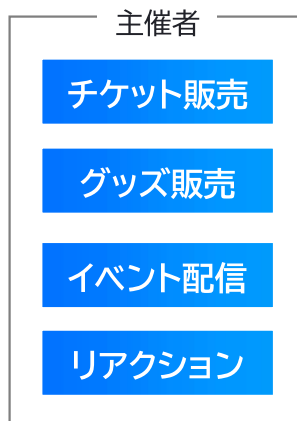 主催者
チケット販売
グッズ販売
イベント配信
リアクション